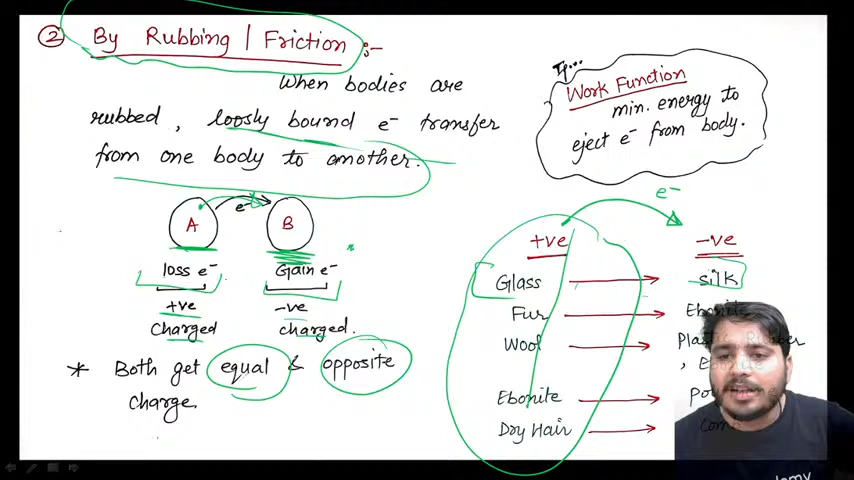 ② By Rubbing / Friction :-
When bodies are
rubbed, loosly bound e⁻ transfer
from one body to another.
A e⁻ B
loss e⁻ Gain e⁻
+ve -ve
Charged charged.
* Both get equal & opposite
charge.
Work Function
min. energy to
eject e⁻ from body.
e⁻
+ve -ve
Glass silk
Fur Ebonite
Wool
Ebonite
Dry Hair Comb